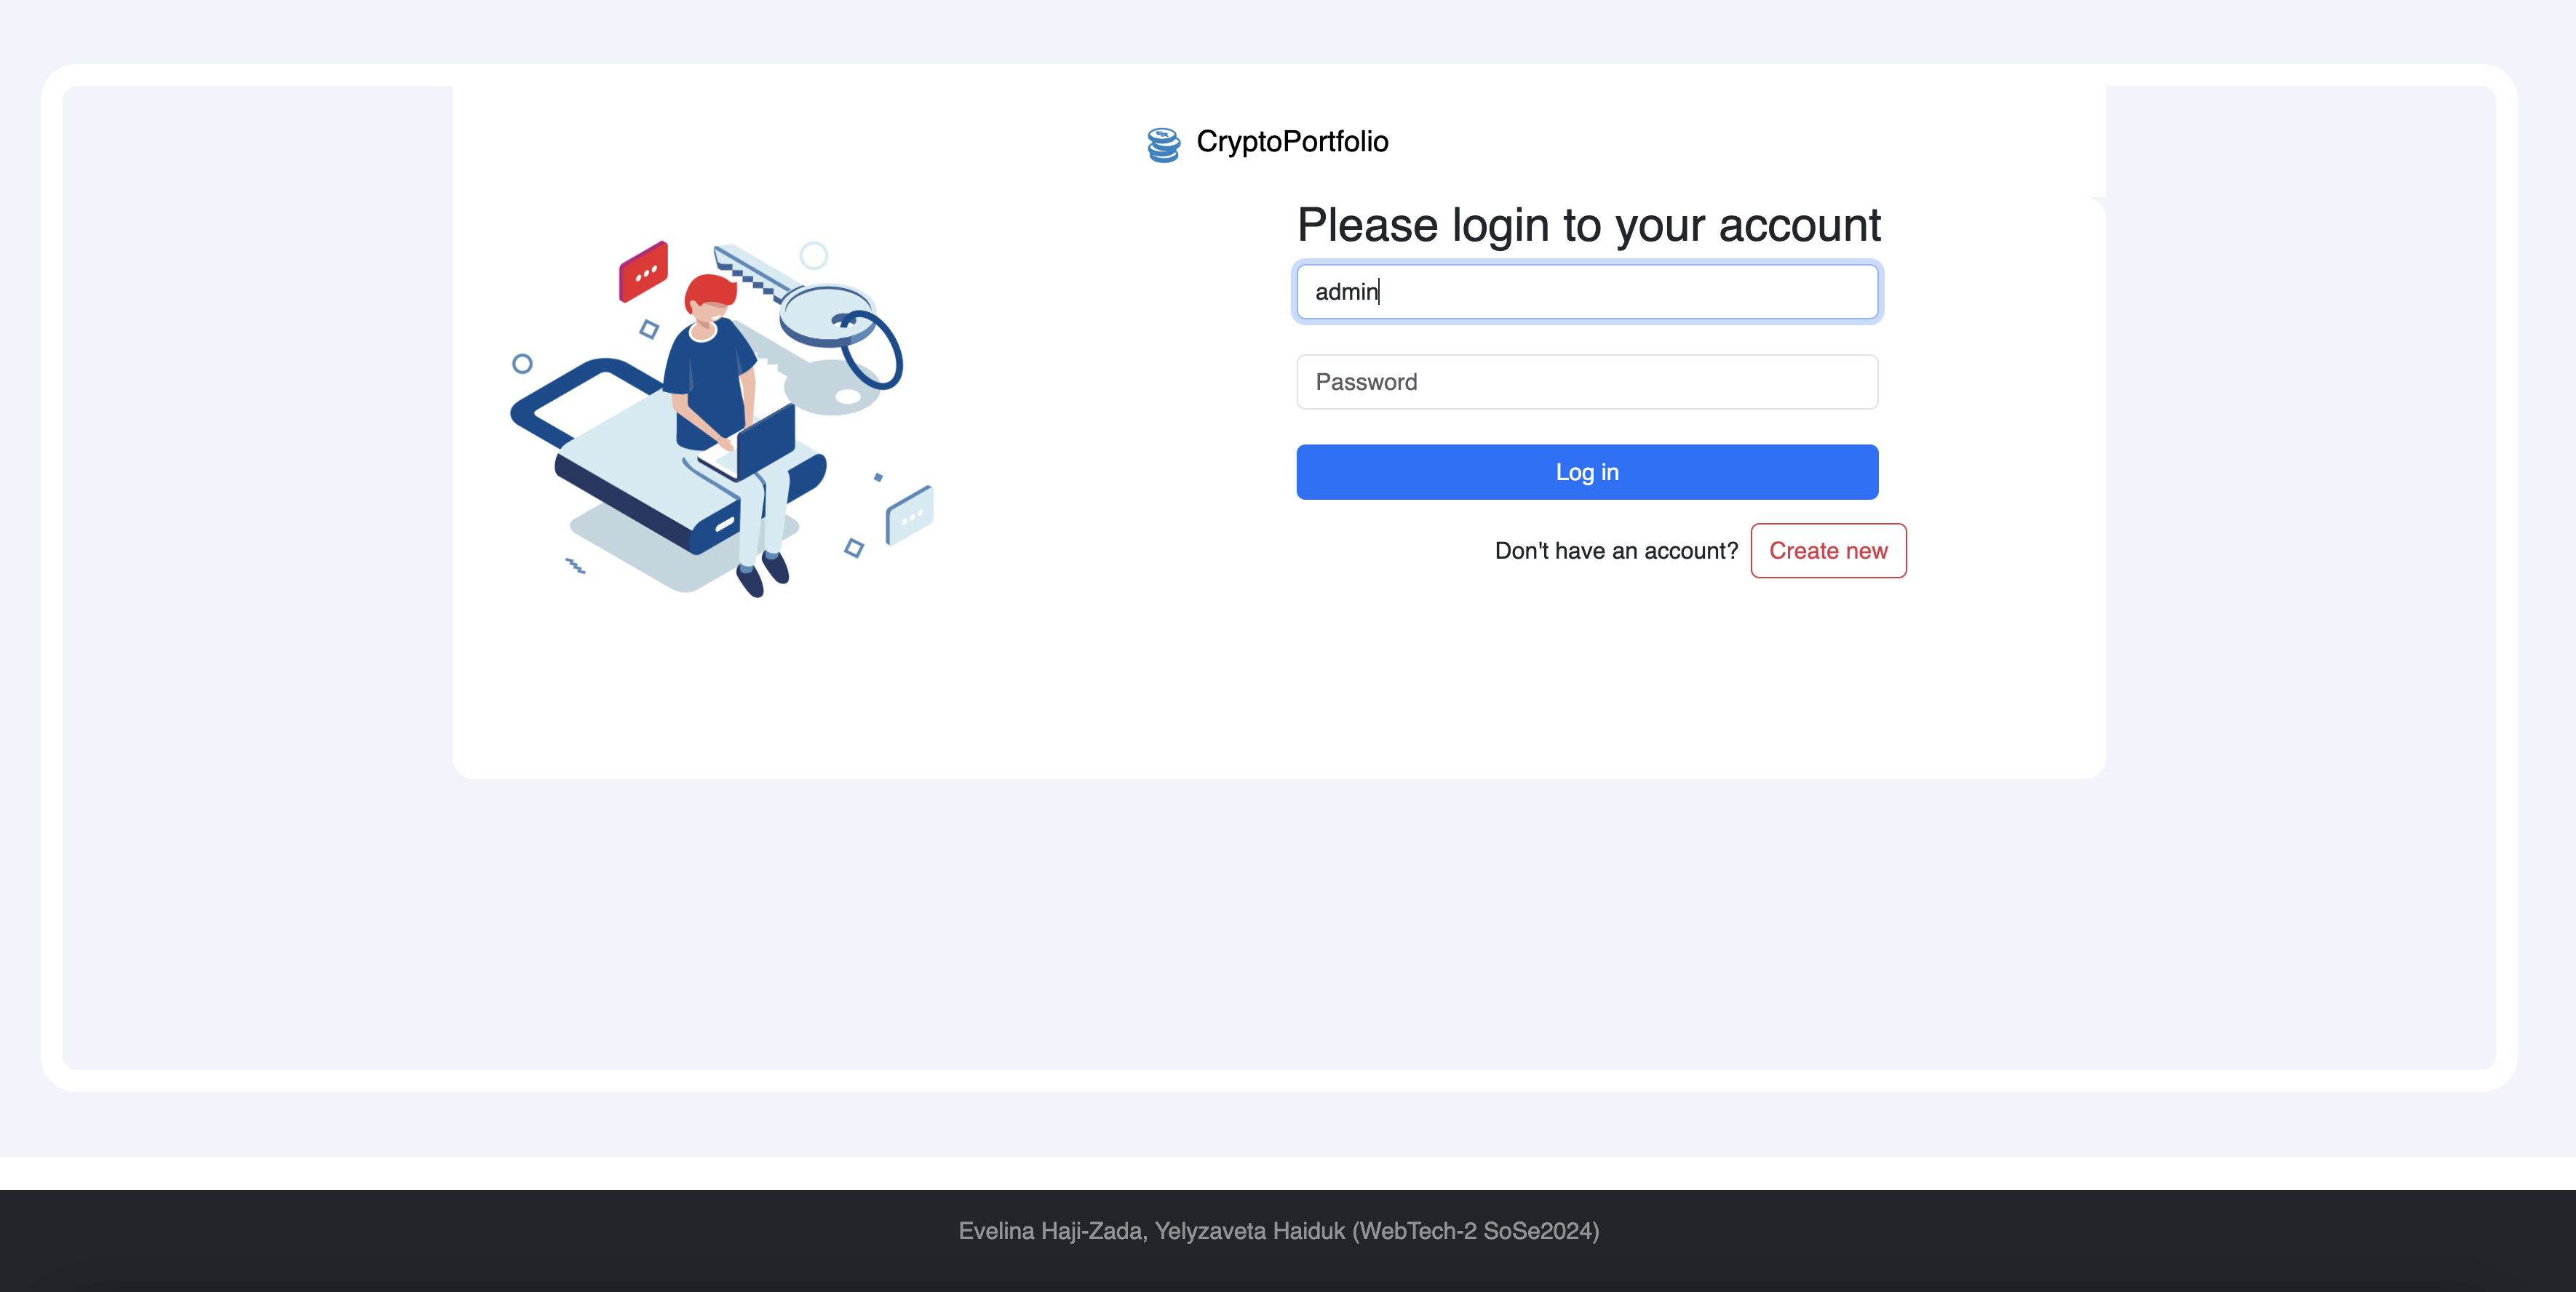 CryptoPortfolio
Please login to your account
admin
Password
Log in
Don't have an account? Create new
Evelina Haji-Zada, Yelyzaveta Haiduk (WebTech-2 SoSe2024)